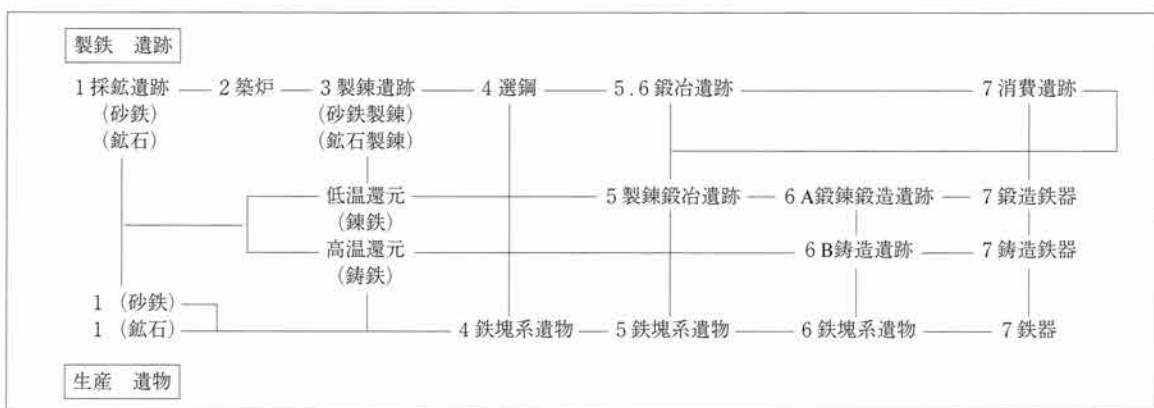 製鉄 遺跡
1採鉱遺跡 2築炉 3製錬遺跡 4選鋼 5.6鍛冶遺跡 7消費遺跡
(砂鉄) (砂鉄製錬)
(鉱石) (鉱石製錬)
低温還元 5製錬鍛冶遺跡 6A鍛錬鍛造遺跡 7鍛造鉄器
(錬鉄)
高温還元 6B鋳造遺跡 7鋳造鉄器
(鋳鉄)
1(砂鉄)
1(鉱石) 4鉄塊系遺物 5鉄塊系遺物 6鉄塊系遺物 7鉄器
生産 遺物